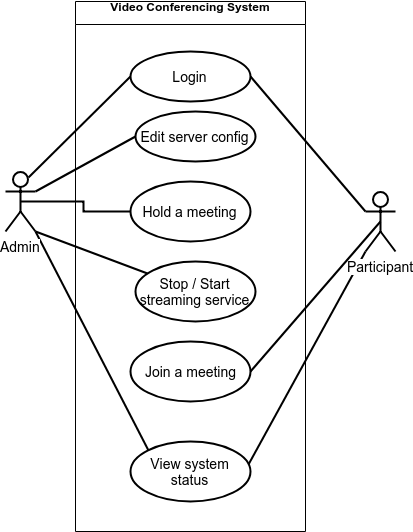 Video Conferencing System
Login
Edit server config
Hold a meeting
Admin
Participant
Stop / Start
streaming service
Join a meeting
View system
status